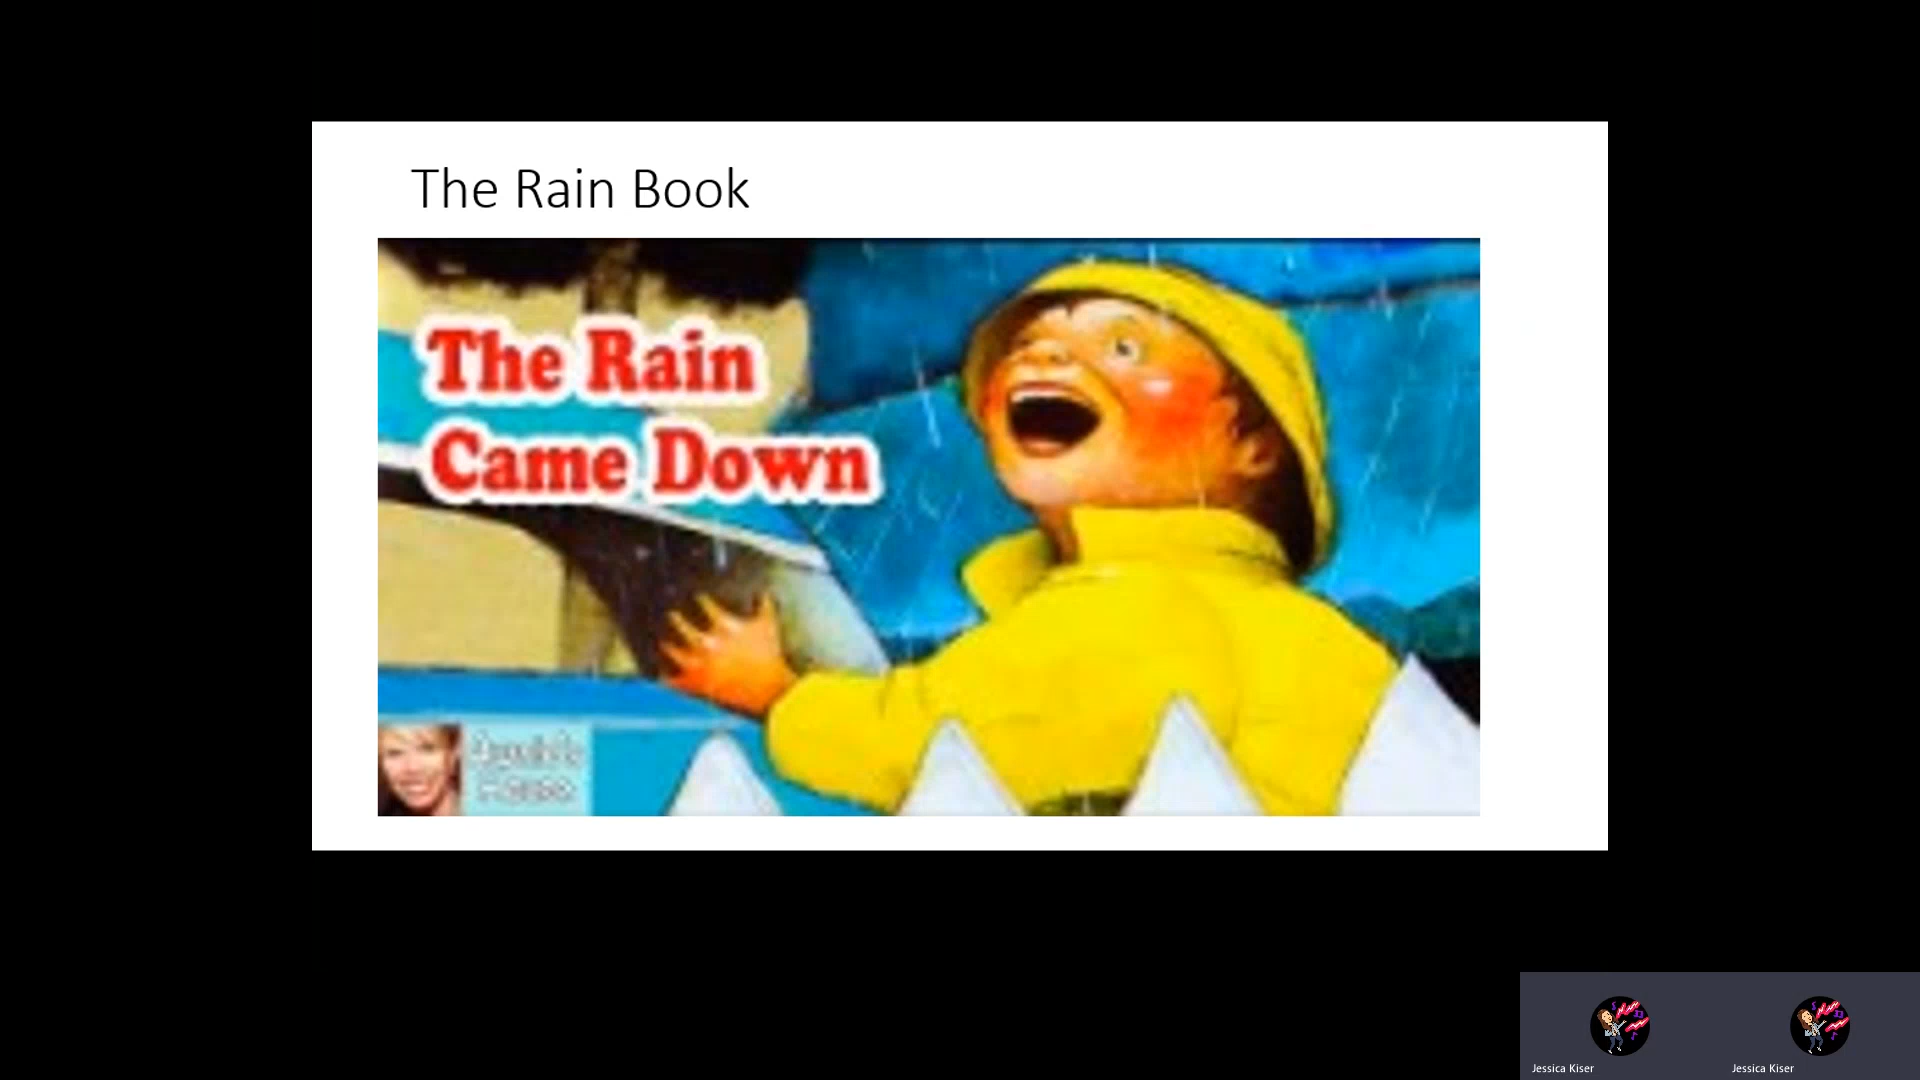 The Rain Book
The Rain
Came Down
Jessica Kiser
Jessica Kiser